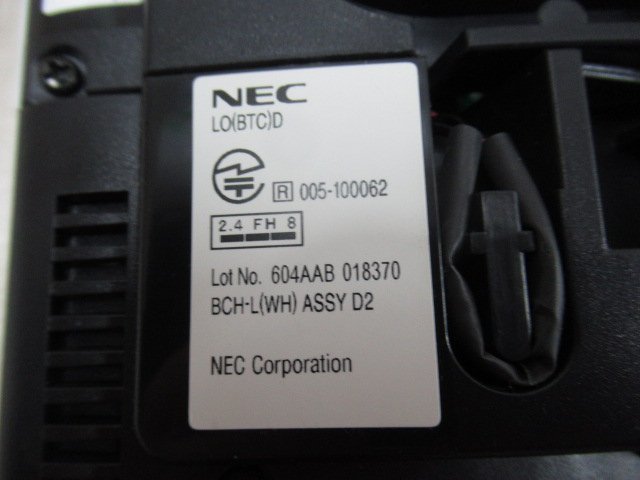 NEC
LO(BTC)D
R 005-100062
2.4 FH 8
Lot No. 604AAB 018370
BCH-L(WH) ASSY D2
NEC Corporation